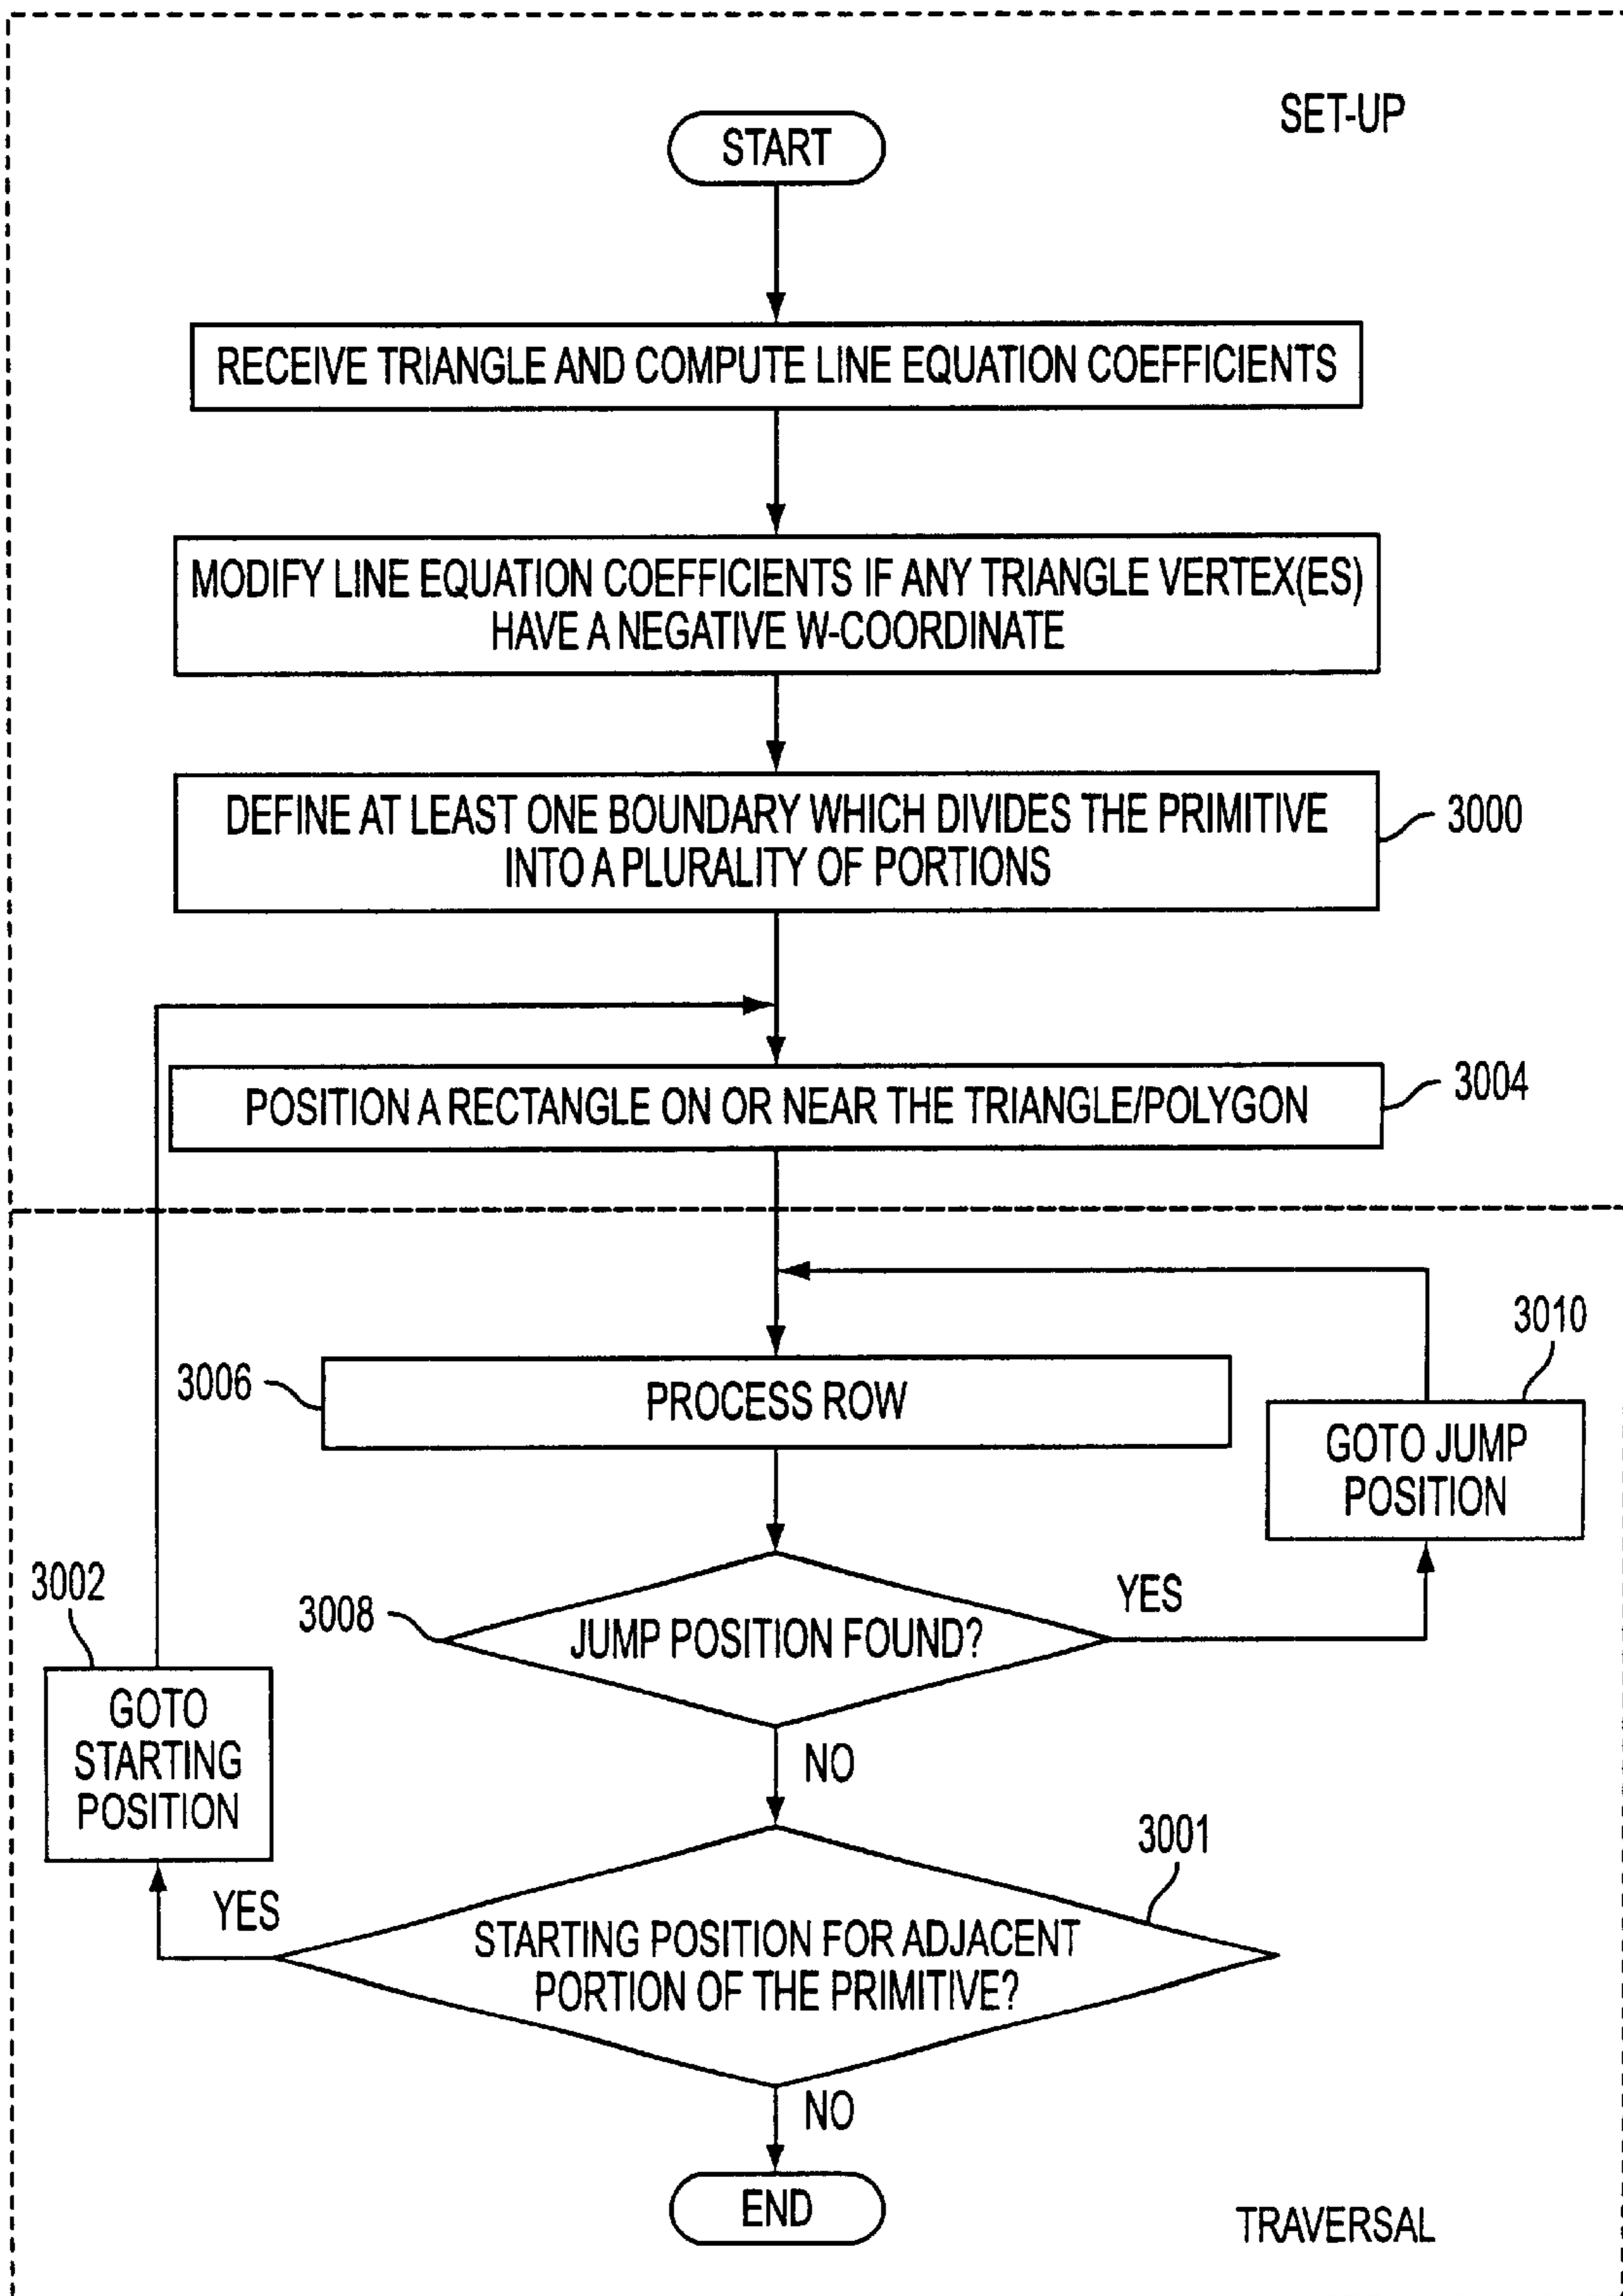 SET-UP
START
RECEIVE TRIANGLE AND COMPUTE LINE EQUATION COEFFICIENTS
MODIFY LINE EQUATION COEFFICIENTS IF ANY TRIANGLE VERTEX(ES)
HAVE A NEGATIVE W-COORDINATE
DEFINE AT LEAST ONE BOUNDARY WHICH DIVIDES THE PRIMITIVE
INTO A PLURALITY OF PORTIONS
3000
POSITION A RECTANGLE ON OR NEAR THE TRIANGLE/POLYGON
3004
3010
3006
PROCESS ROW
GOTO JUMP
POSITION
3002
3008
JUMP POSITION FOUND?
YES
GOTO
STARTING
POSITION
NO
3001
YES
STARTING POSITION FOR ADJACENT
PORTION OF THE PRIMITIVE?
NO
END
TRAVERSAL